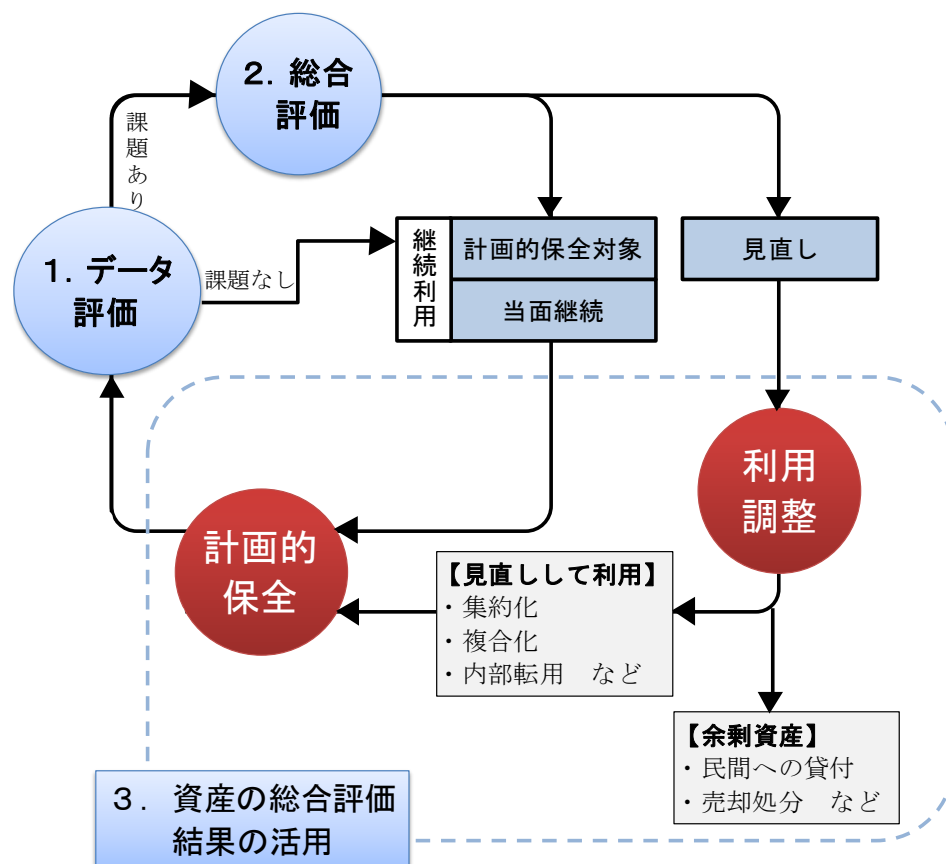 ２．総合
評価
課題あり
１．データ
評価
課題なし
継続利用
計画的保全対象
当面継続
見直し
利用
調整
計画的
保全
【見直しして利用】
・集約化
・複合化
・内部転用　など
【余剰資産】
・民間への貸付
・売却処分　など
３．資産の総合評価
結果の活用